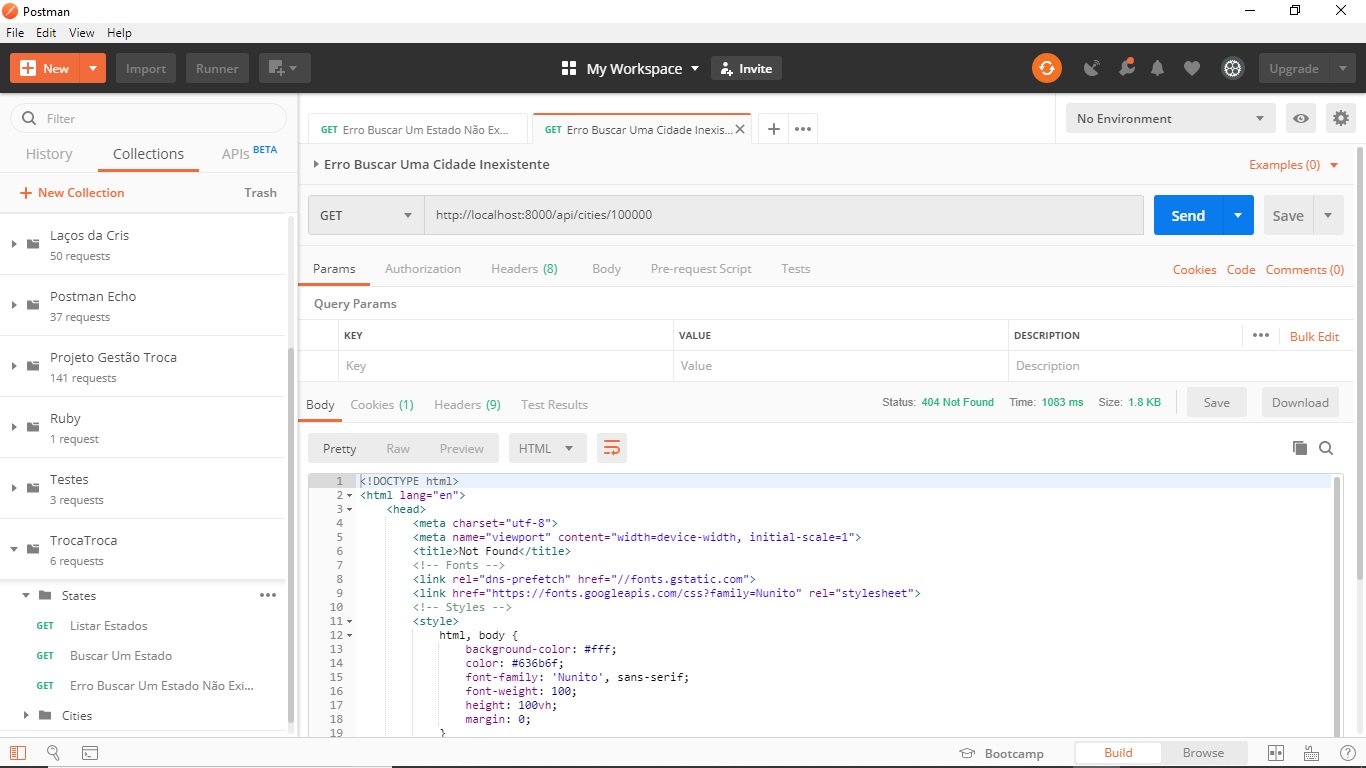 Postman
File Edit View Help
New Import Runner My Workspace Invite Upgrade
Filter
History Collections APIs BETA
New Collection Trash
Laços da Cris
50 requests
Postman Echo
37 requests
Projeto Gestão Troca
141 requests
Ruby
1 request
Testes
3 requests
TrocaTroca
6 requests
States
GET Listar Estados
GET Buscar Um Estado
GET Erro Buscar Um Estado Não Exi...
Cities
GET Erro Buscar Um Estado Não Ex... GET Erro Buscar Uma Cidade Inexis... No Environment
Erro Buscar Uma Cidade Inexistente Examples (0)
GET http://localhost:8000/api/cities/100000 Send Save
Params Authorization Headers (8) Body Pre-request Script Tests Cookies Code Comments (0)
Query Params
KEY VALUE DESCRIPTION Bulk Edit
Key Value Description
Body Cookies (1) Headers (9) Test Results Status: 404 Not Found Time: 1083 ms Size: 1.8 KB Save Download
Pretty Raw Preview HTML
1 <!DOCTYPE html>
2 <html lang="en">
3 <head>
4 <meta charset="utf-8">
5 <meta name="viewport" content="width=device-width, initial-scale=1">
6 <title>Not Found</title>
7 <!-- Fonts -->
8 <link rel="dns-prefetch" href="//fonts.gstatic.com">
9 <link href="https://fonts.googleapis.com/css?family=Nunito" rel="stylesheet">
10 <!-- Styles -->
11 <style>
12 html, body {
13 background-color: #fff;
14 color: #636b6f;
15 font-family: 'Nunito', sans-serif;
16 font-weight: 100;
17 height: 100vh;
18 margin: 0;
19 }
Bootcamp Build Browse